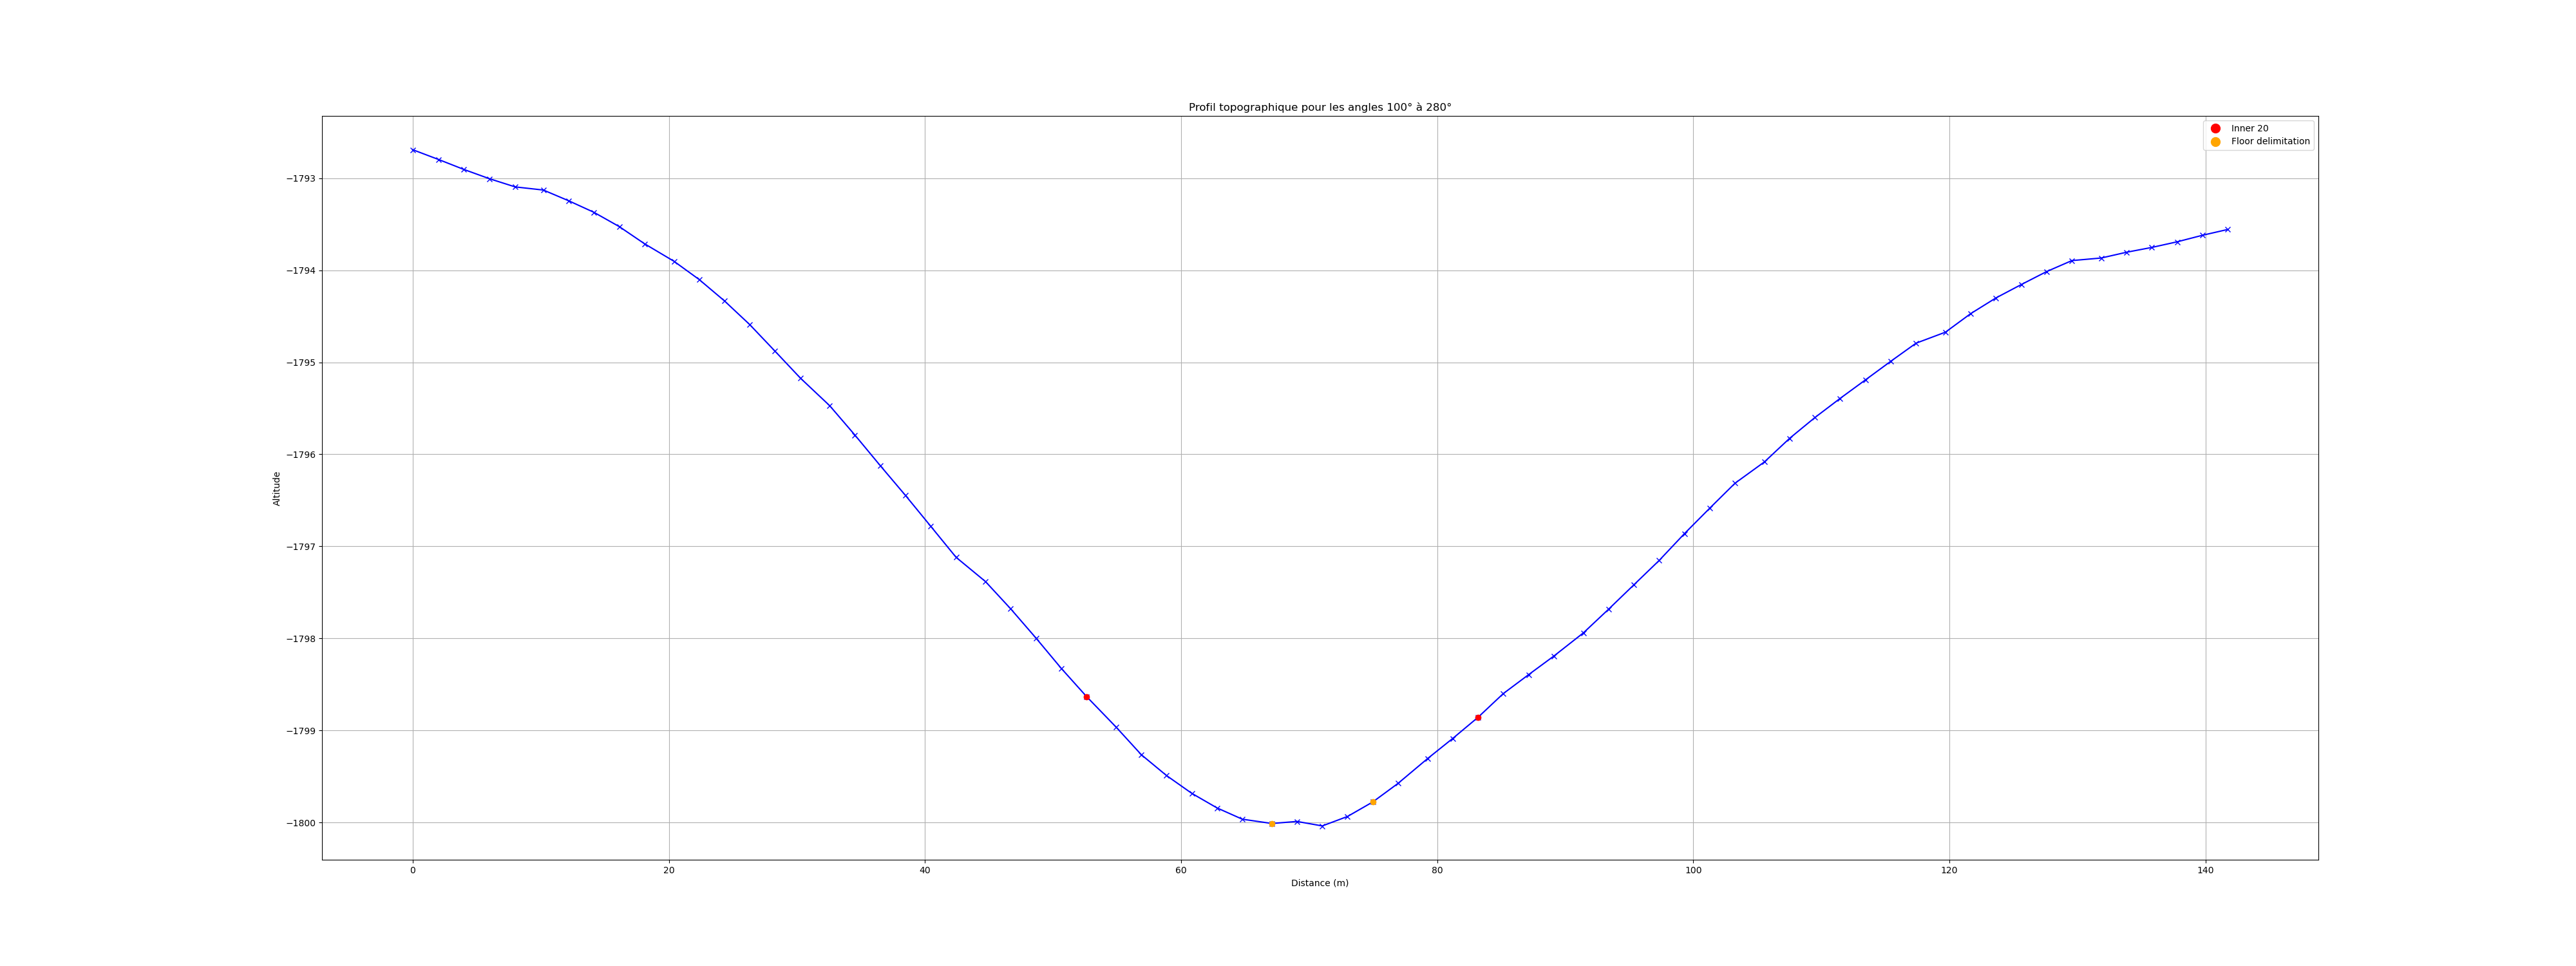 Profil topographique pour les angles 100° à 280°
Inner 20
Floor delimitation
−1793
−1794
−1795
−1796
−1797
−1798
−1799
−1800
Altitude
0 20 40 60 80 100 120 140
Distance (m)